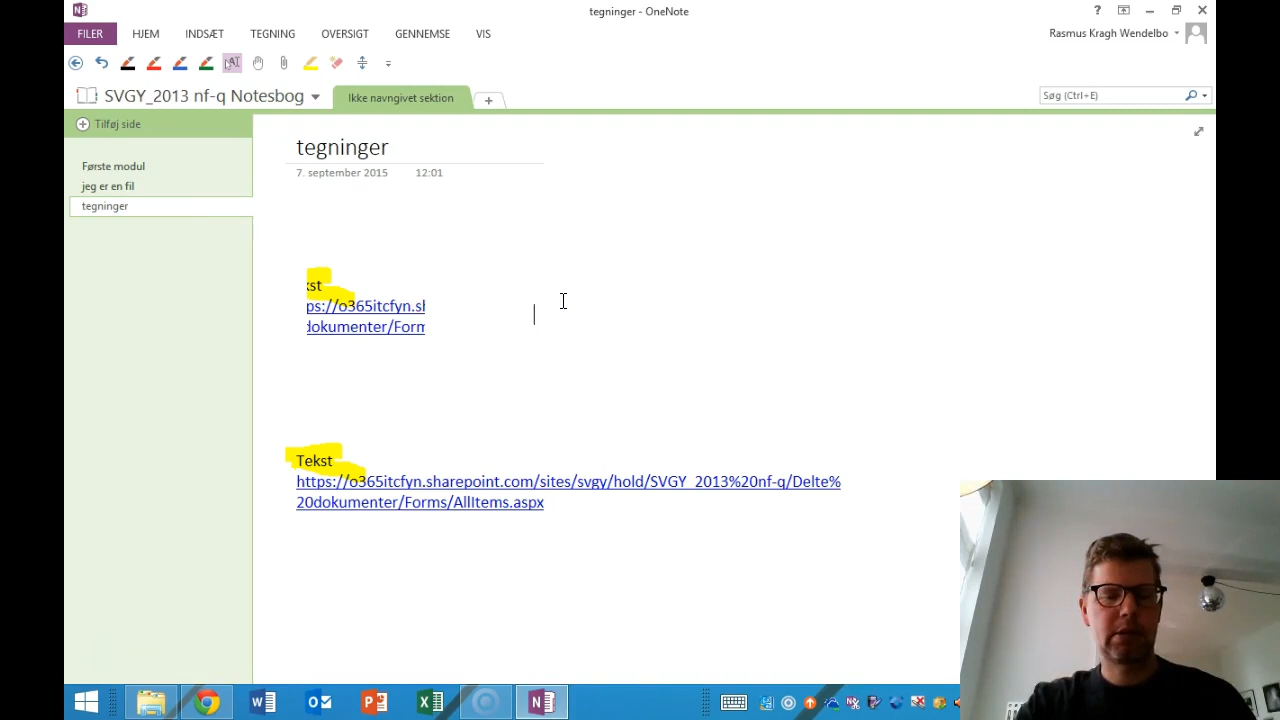 tegninger - OneNote
FILER HJEM INDSÆT TEGNING OVERSIGT GENNEMSE VIS
Rasmus Kragh Wendelbo
SVGY_2013 nf-q Notesbog
Ikke navngivet sektion
Søg (Ctrl+E)
Tilføj side
Første modul
jeg er en fil
tegninger
tegninger
7. september 2015 12:01
kst
ps://o365itcfyn.sh
dokumenter/Form
Tekst
https://o365itcfyn.sharepoint.com/sites/svgy/hold/SVGY_2013%20nf-q/Delte%
20dokumenter/Forms/AllItems.aspx